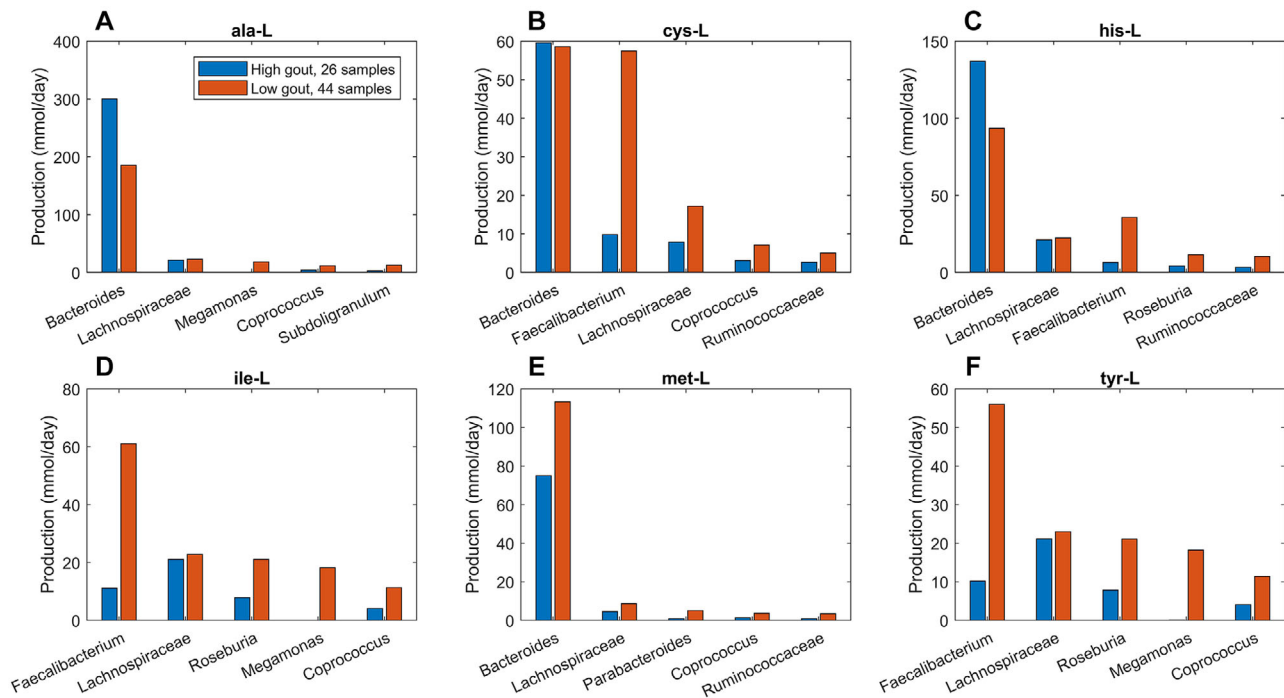 A
ala-L
Production (mmol/day)
400
300
200
100
0
High gout, 26 samples
Low gout, 44 samples
Bacteroides
Lachnospiraceae
Megamonas
Coprococcus
Subdoligranulum
B
cys-L
Production (mmol/day)
60
50
40
30
20
10
0
Bacteroides
Faecalibacterium
Lachnospiraceae
Coprococcus
Ruminococcaceae
C
his-L
Production (mmol/day)
150
100
50
0
Bacteroides
Lachnospiraceae
Faecalibacterium
Roseburia
Ruminococcaceae
D
ile-L
Production (mmol/day)
80
60
40
20
0
Faecalibacterium
Lachnospiraceae
Roseburia
Megamonas
Coprococcus
E
met-L
Production (mmol/day)
120
100
80
60
40
20
0
Bacteroides
Lachnospiraceae
Parabacteroides
Coprococcus
Ruminoccaceae
F
tyr-L
Production (mmol/day)
60
50
40
30
20
10
0
Faecalibacterium
Lachnospiraceae
Roseburia
Megamonas
Coprococcus